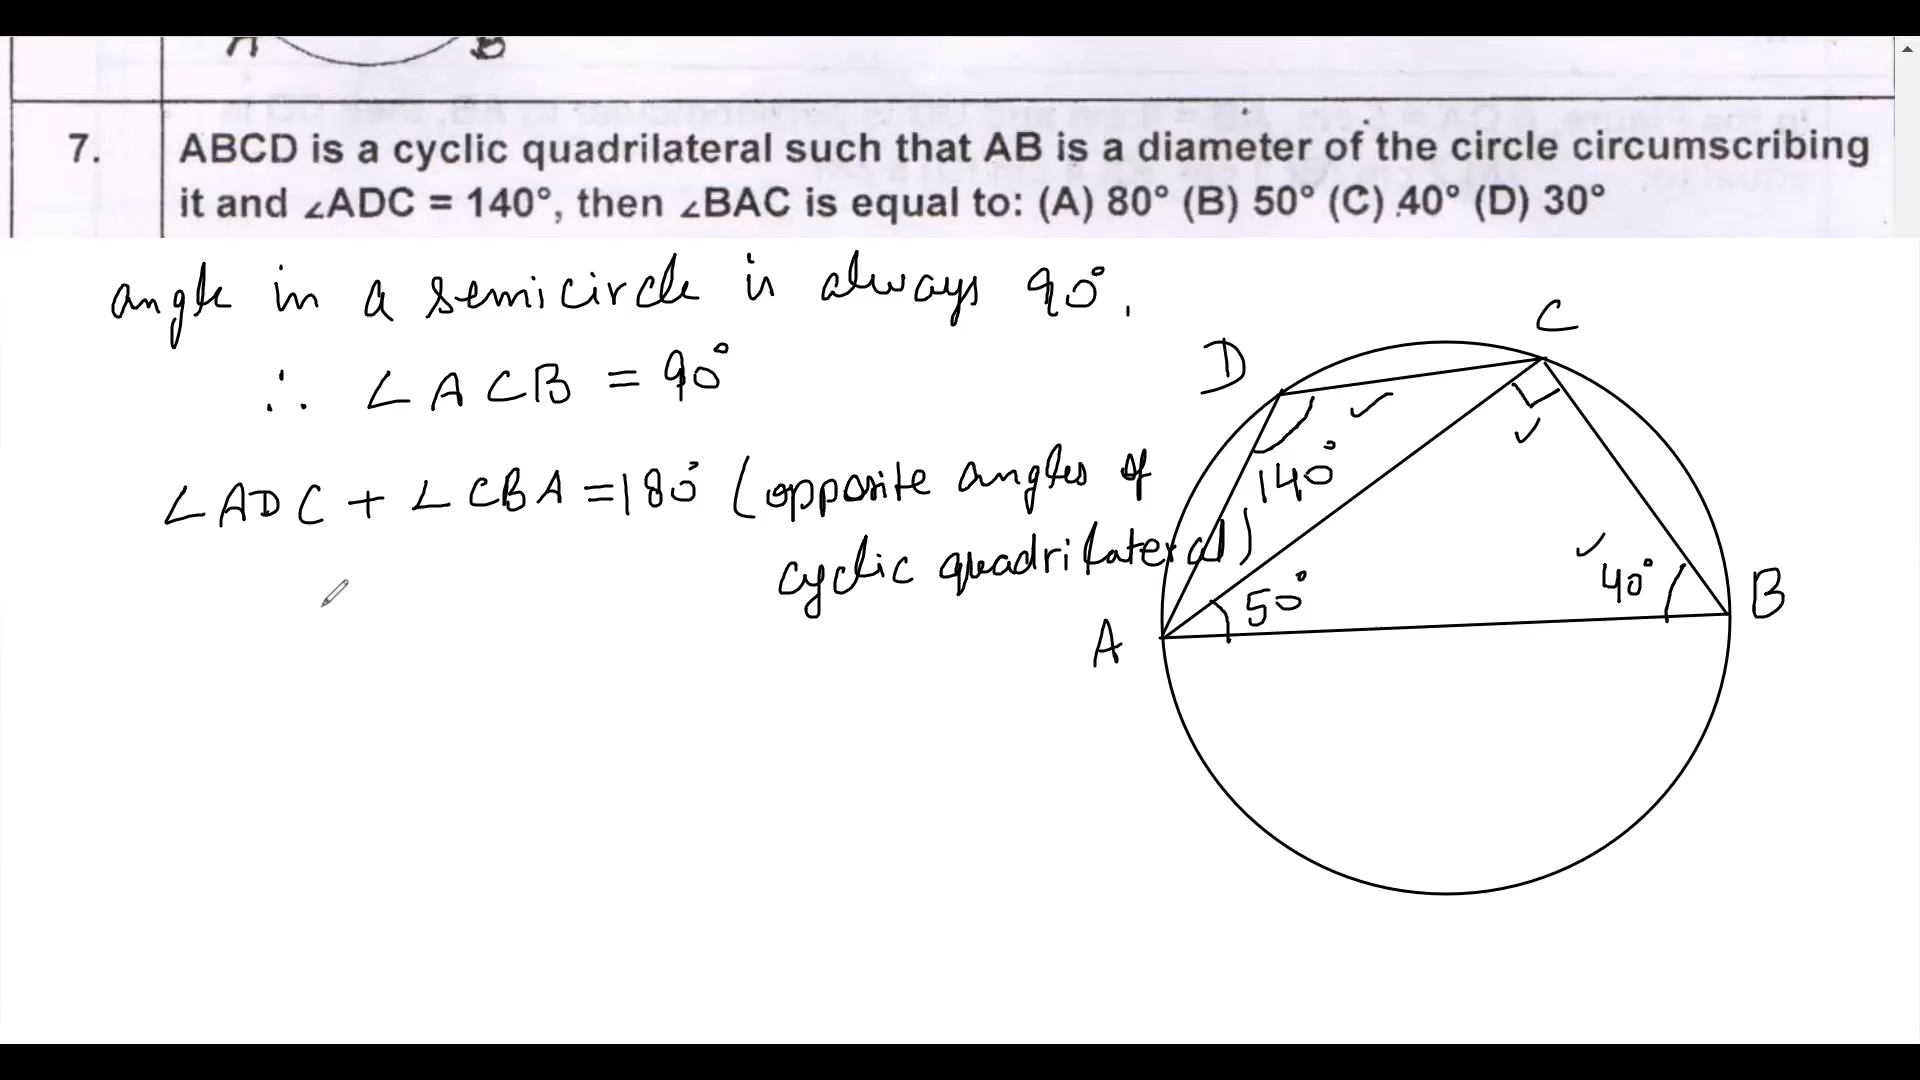 A B
7. ABCD is a cyclic quadrilateral such that AB is a diameter of the circle circumscribing
it and ∠ADC = 140°, then ∠BAC is equal to: (A) 80° (B) 50° (C) 40° (D) 30°
angle in a semicircle is always 90°.
∴ ∠ACB = 90°
∠ADC + ∠CBA = 180° (opposite angles of
cyclic quadrilateral)
C
D
140°
50°
40°
B
A